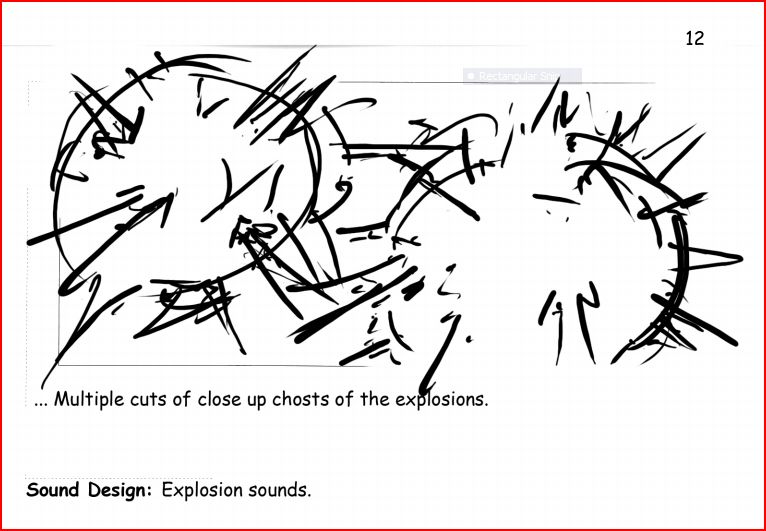 12
Rectangular Snip
... Multiple cuts of close up chosts of the explosions.
Sound Design: Explosion sounds.